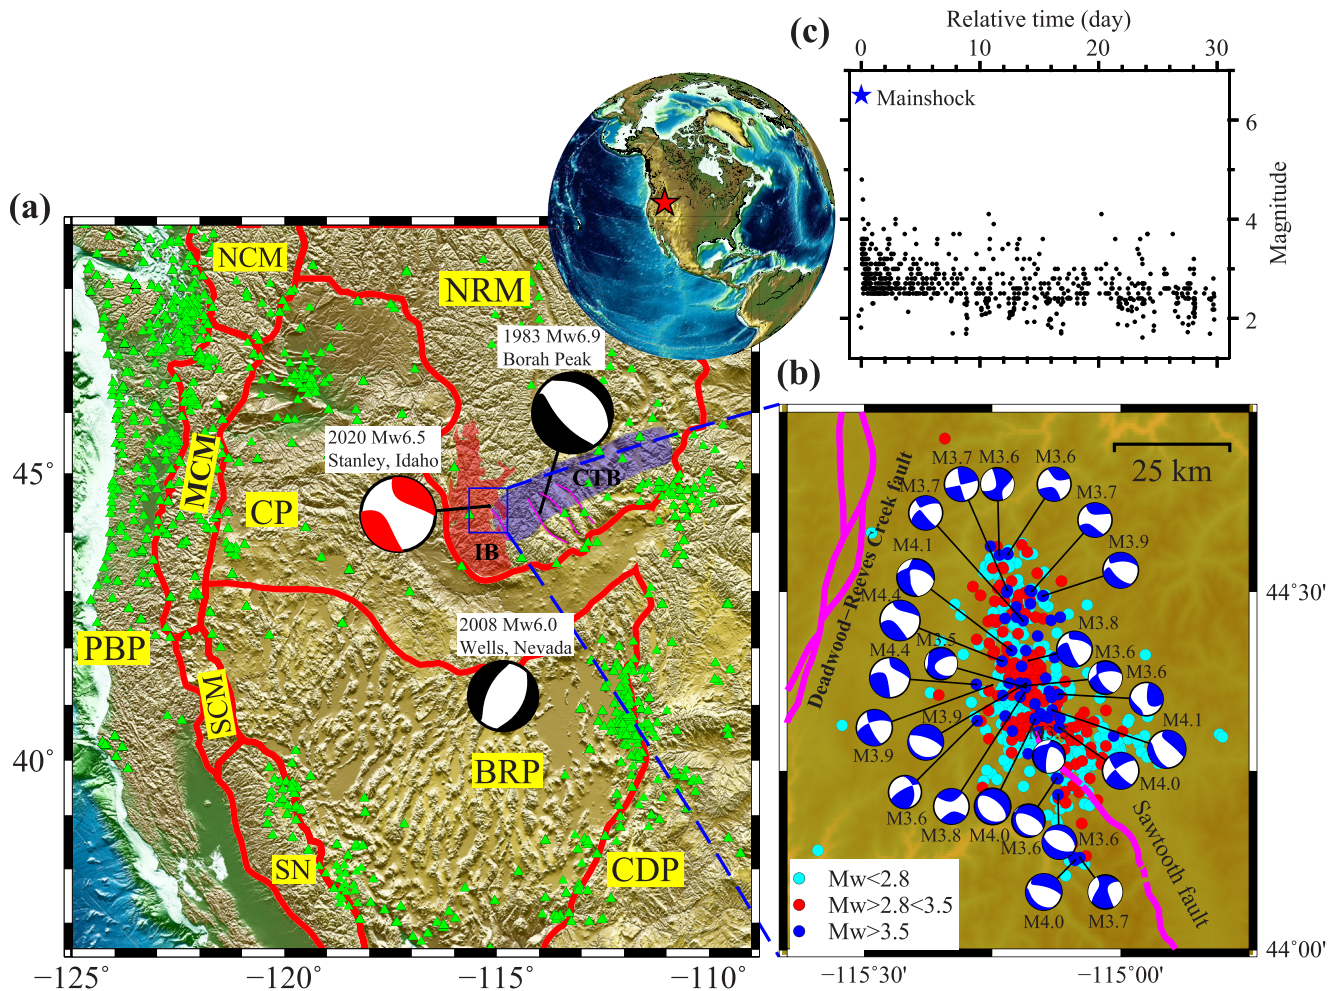 (c)
Relative time (day)
0 10 20 30
Mainshock
6
4
2
Magnitude
(a)
NCM
NRM
1983 Mw6.9
Borah Peak
2020 Mw6.5
Stanley, Idaho
MCM
CP
CTB
IB
2008 Mw6.0
Wells, Nevada
PBP
SCM
BRP
SN
CDP
45°
40°
−125° −120° −115° −110°
(b)
25 km
Deadwood−Reeves Creek fault
M3.7 M3.6 M3.6
M3.7 M3.7
M4.1 M3.9
M4.4 M3.8
M3.5 M3.6
M4.4 M3.6
M3.9 M4.1
M3.9 M4.0
M3.6 M3.8 M4.0 M3.6 M3.6
M4.0 M3.7
Sawtooth fault
Mw<2.8
Mw>2.8<3.5
Mw>3.5
44°30'
44°00'
−115°30' −115°00'